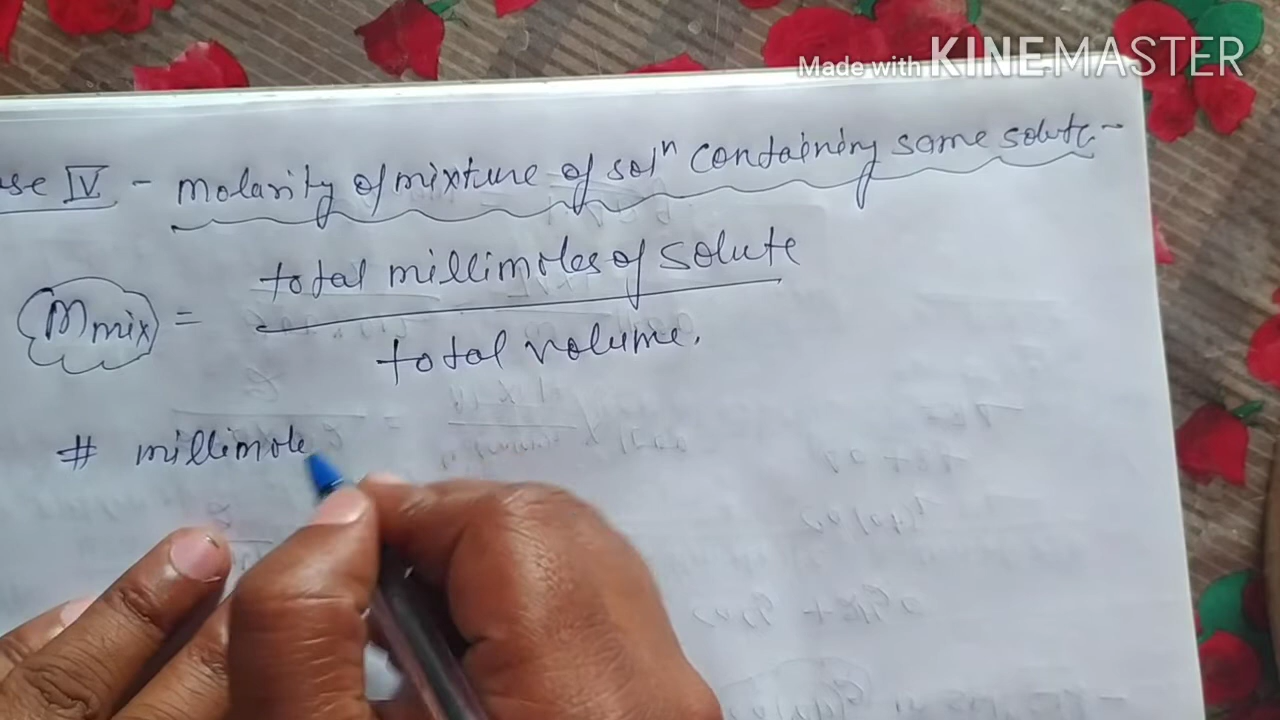 Made with KINEMASTER
use IV - molarity of mixture of solⁿ containing same solute -
Mmix = total millimoles of solute
total volume.
# millimole